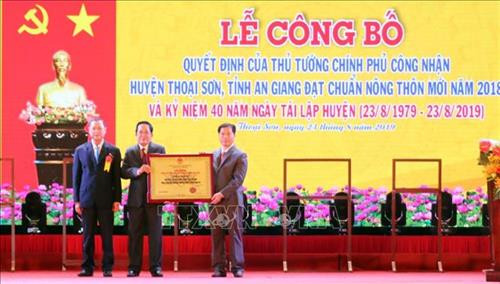 LỄ CÔNG BỐ
QUYẾT ĐỊNH CỦA THỦ TƯỚNG CHÍNH PHỦ CÔNG NHẬN
HUYỆN THOẠI SƠN, TỈNH AN GIANG ĐẠT CHUẨN NÔNG THÔN MỚI NĂM 2018
VÀ KỶ NIỆM 40 NĂM NGÀY TÁI LẬP HUYỆN (23/8/1979 - 23/8/2019)
Thoại Sơn, ngày 23 tháng 8 năm 2019